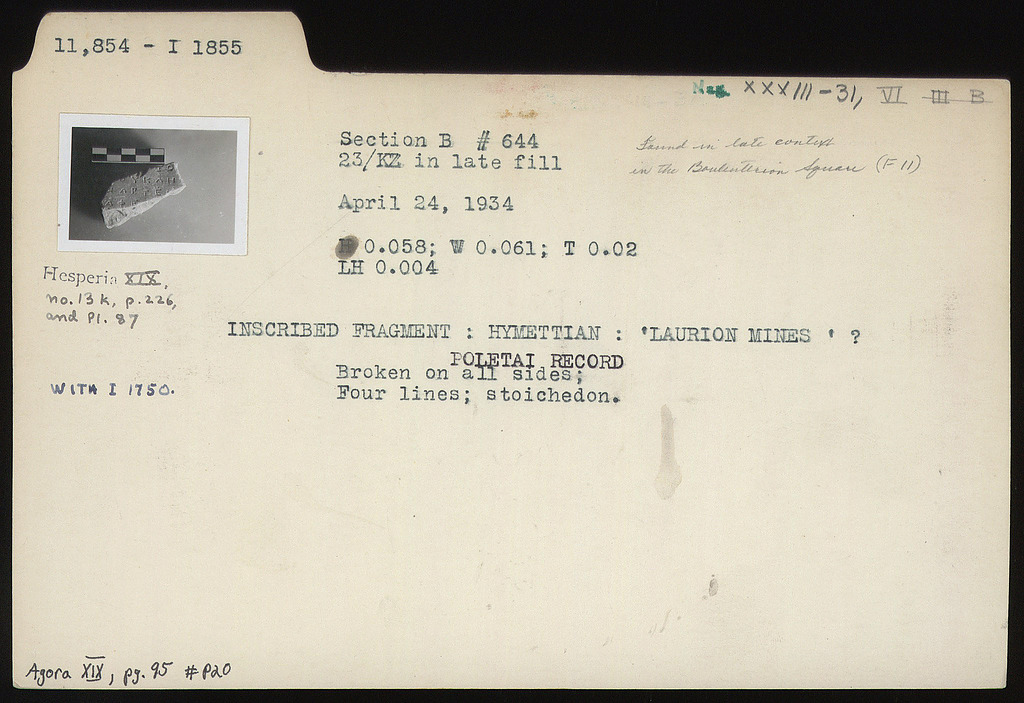 11,854 - I 1855
Neg. XXXIII-31, VI III B
Section B # 644
23/KZ in late fill
Found in late context
in the Bouleuterion Square (F 11)
April 24, 1934
H 0.058; W 0.061; T 0.02
LH 0.004
Hesperia XIX,
no. 13 k, p. 226,
and Pl. 87
INSCRIBED FRAGMENT : HYMETTIAN : 'LAURION MINES ' ?
POLETAI RECORD
WITH I 1750.
Broken on all sides;
Four lines; stoichedon.
Agora XIX, pg. 95 #P20